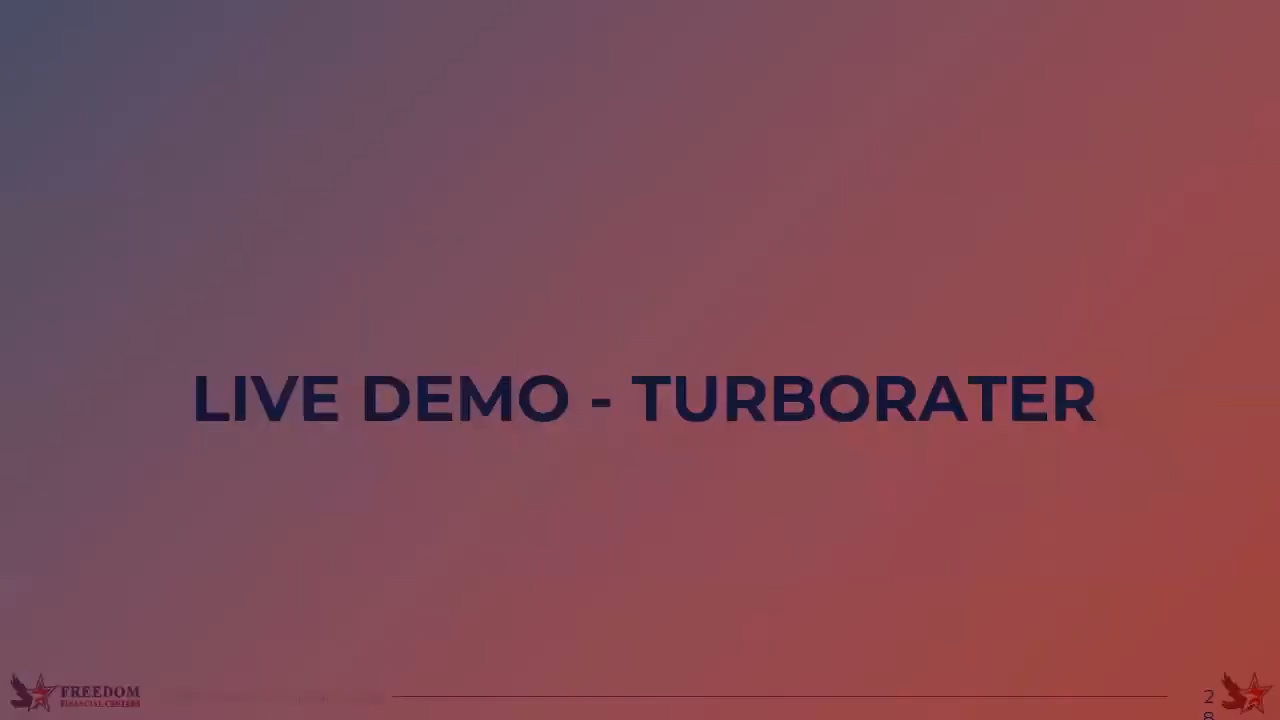 LIVE DEMO - TURBORATER
FREEDOM
FINANCIAL CENTERS
2
8